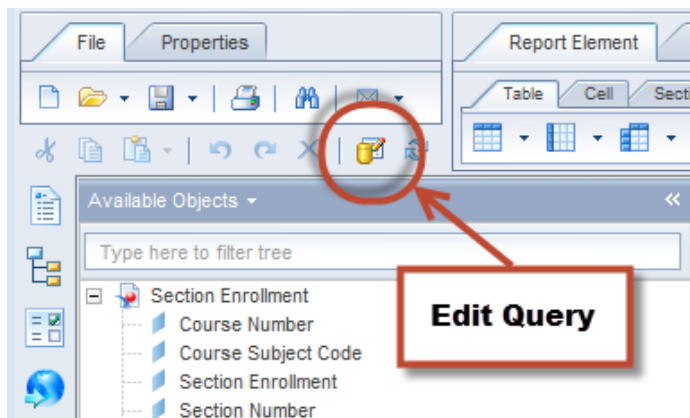 File Properties Report Element
Table Cell Secti
Available Objects
Type here to filter tree
Edit Query
Section Enrollment
Course Number
Course Subject Code
Section Enrollment
Section Number